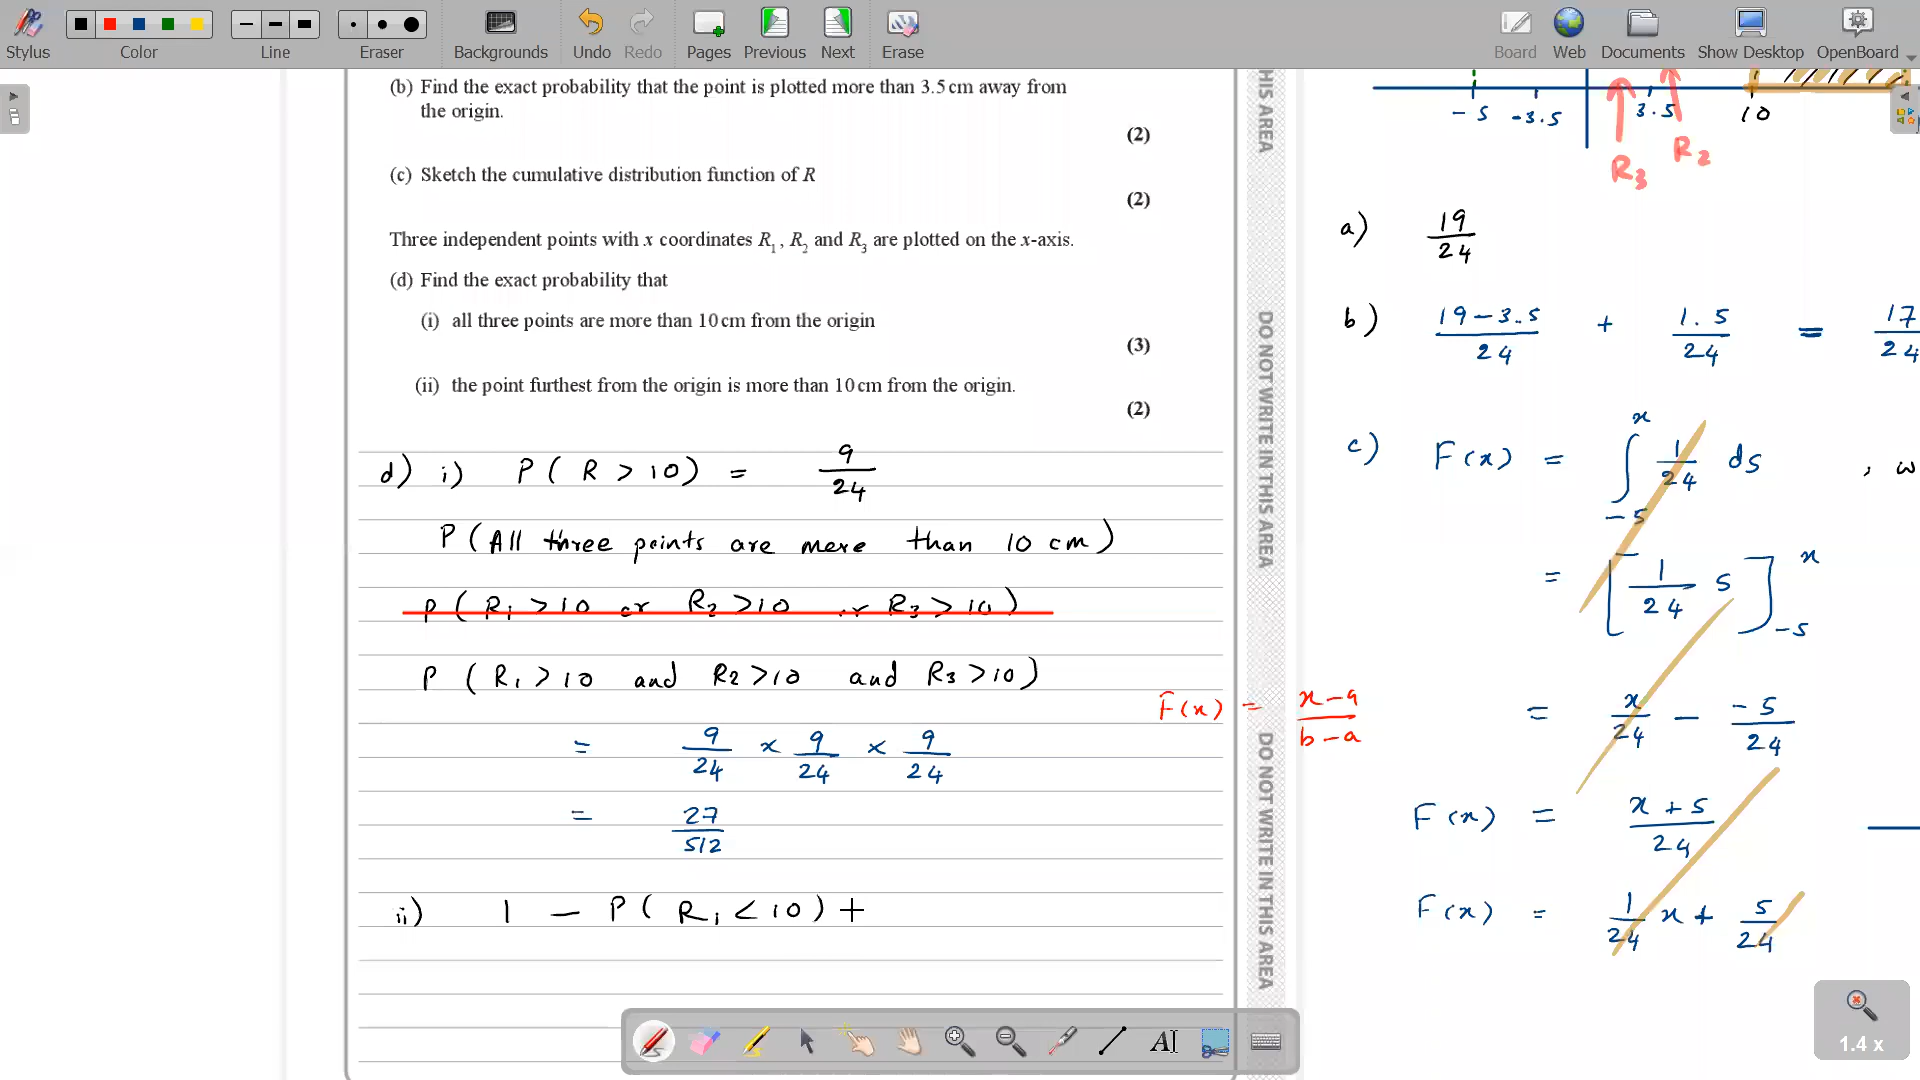 Stylus Color Line Eraser Backgrounds Undo Redo Pages Previous Next Erase Board Web Documents Show Desktop OpenBoard
(b) Find the exact probability that the point is plotted more than 3.5 cm away from
the origin.
(2)
(c) Sketch the cumulative distribution function of R
(2)
Three independent points with x coordinates R₁, R₂ and R₃ are plotted on the x-axis.
(d) Find the exact probability that
(i) all three points are more than 10 cm from the origin
(3)
(ii) the point furthest from the origin is more than 10 cm from the origin.
(2)
d) i) P ( R > 10 ) = 9/24
P ( All three points are more than 10 cm )
P ( R₁ > 10 or R₂ > 10 or R₃ > 10 )
P ( R₁ > 10 and R₂ > 10 and R₃ > 10 )
= 9/24 × 9/24 × 9/24
= 27/512
ii) 1 – P ( R₁ < 10 ) +
HIS AREA
DO NOT WRITE IN THIS AREA
DO NOT WRITE IN THIS AREA
F(x) = x-a/b-a
-5 -3.5 3.5 10
R₃ R₂
a) 19/24
b) 19-3.5/24 + 1.5/24 = 17/24
c) F(x) = ∫₋₅ˣ 1/24 ds , w
= [ 1/24 s ]₋₅ˣ
= x/24 - -5/24
F(x) = x+5/24
F(x) = 1/24 x + 5/24
1.4 x